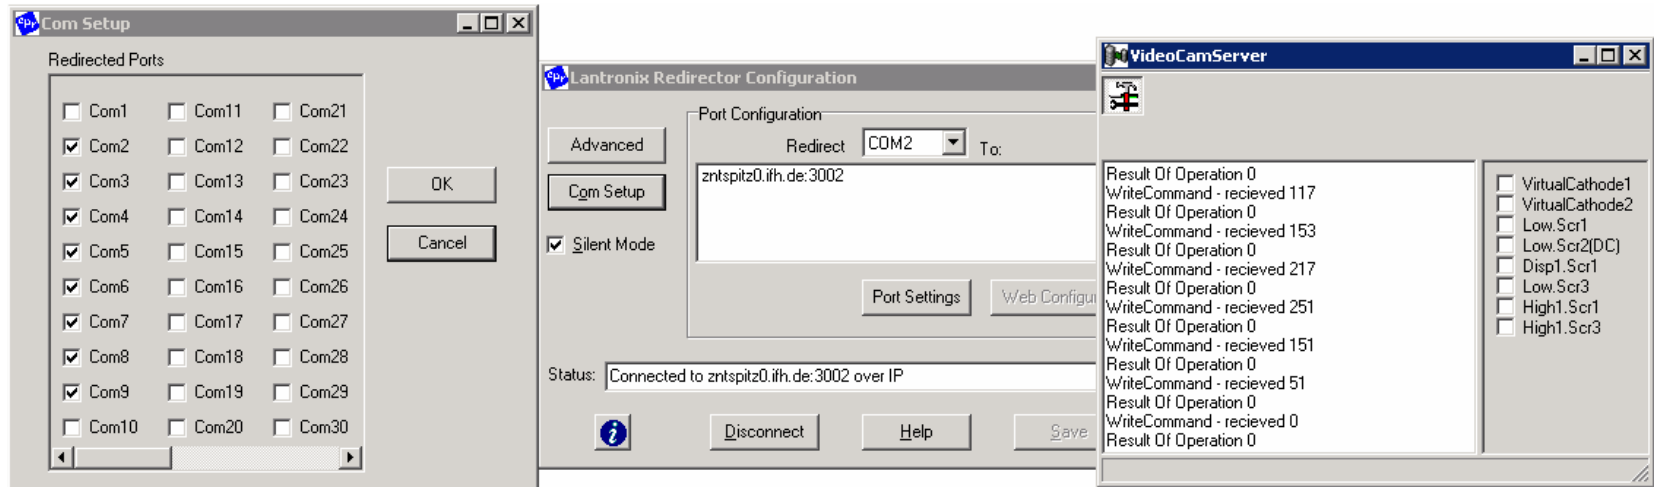 Com Setup
Redirected Ports
Com1 Com11 Com21
Com2 Com12 Com22
Com3 Com13 Com23
Com4 Com14 Com24
Com5 Com15 Com25
Com6 Com16 Com26
Com7 Com17 Com27
Com8 Com18 Com28
Com9 Com19 Com29
Com10 Com20 Com30
OK
Cancel
Lantronix Redirector Configuration
Advanced
Com Setup
Silent Mode
Port Configuration
Redirect COM2 To:
zntspitz0.ifh.de:3002
Port Settings Web Configu
Status: Connected to zntspitz0.ifh.de:3002 over IP
Disconnect Help Save
VideoCamServer
Result Of Operation 0
WriteCommand - recieved 117
Result Of Operation 0
WriteCommand - recieved 153
Result Of Operation 0
WriteCommand - recieved 217
Result Of Operation 0
WriteCommand - recieved 251
Result Of Operation 0
WriteCommand - recieved 151
Result Of Operation 0
WriteCommand - recieved 51
Result Of Operation 0
WriteCommand - recieved 0
Result Of Operation 0
VirtualCathode1
VirtualCathode2
Low.Scr1
Low.Scr2(DC)
Disp1.Scr1
Low.Scr3
High1.Scr1
High1.Scr3